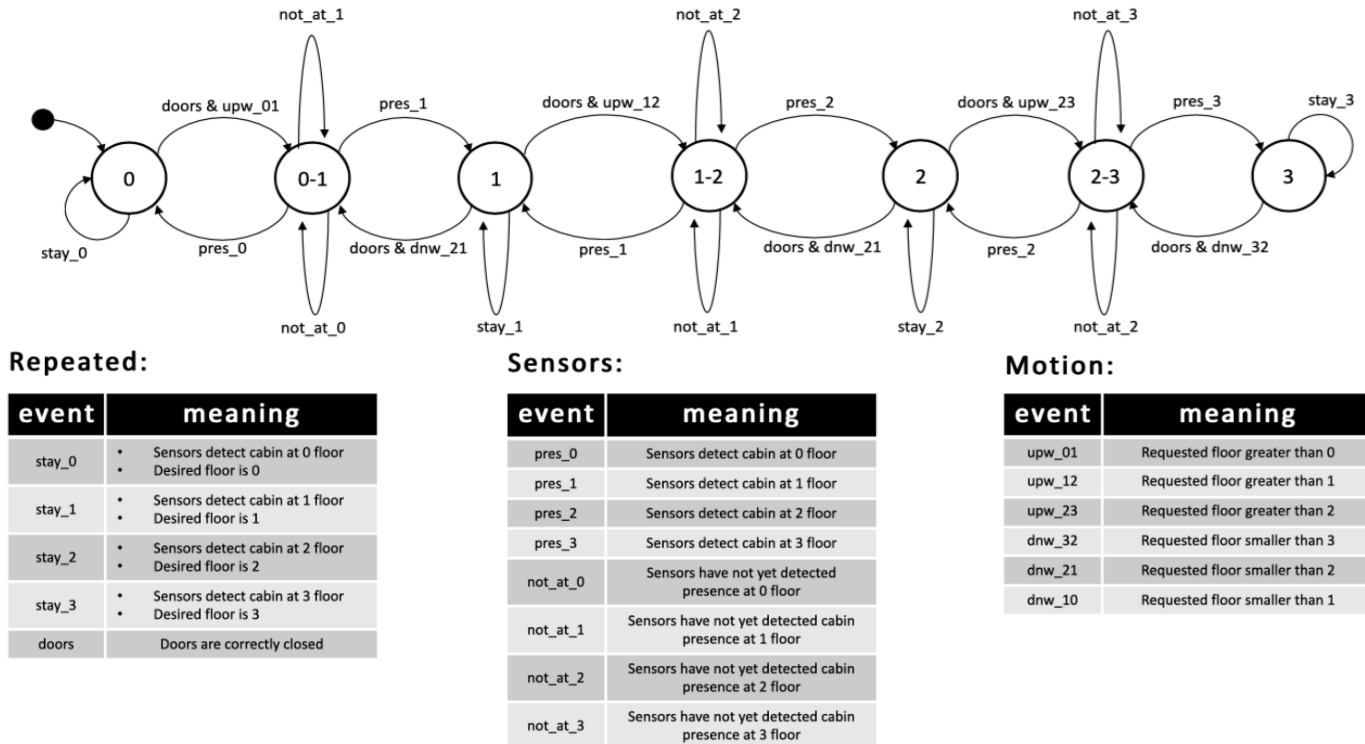 not_at_1
not_at_2
not_at_3
doors & upw_01
pres_1
doors & upw_12
pres_2
doors & upw_23
pres_3
stay_3
0
0-1
1
1-2
2
2-3
3
stay_0
pres_0
doors & dnw_21
pres_1
doors & dnw_21
pres_2
doors & dnw_32
not_at_0
stay_1
not_at_1
stay_2
not_at_2
Repeated:
event meaning
stay_0
• Sensors detect cabin at 0 floor
• Desired floor is 0
stay_1
• Sensors detect cabin at 1 floor
• Desired floor is 1
stay_2
• Sensors detect cabin at 2 floor
• Desired floor is 2
stay_3
• Sensors detect cabin at 3 floor
• Desired floor is 3
doors Doors are correctly closed
Sensors:
event meaning
pres_0 Sensors detect cabin at 0 floor
pres_1 Sensors detect cabin at 1 floor
pres_2 Sensors detect cabin at 2 floor
pres_3 Sensors detect cabin at 3 floor
not_at_0
Sensors have not yet detected
presence at 0 floor
not_at_1
Sensors have not yet detected cabin
presence at 1 floor
not_at_2
Sensors have not yet detected cabin
presence at 2 floor
not_at_3
Sensors have not yet detected cabin
presence at 3 floor
Motion:
event meaning
upw_01 Requested floor greater than 0
upw_12 Requested floor greater than 1
upw_23 Requested floor greater than 2
dnw_32 Requested floor smaller than 3
dnw_21 Requested floor smaller than 2
dnw_10 Requested floor smaller than 1